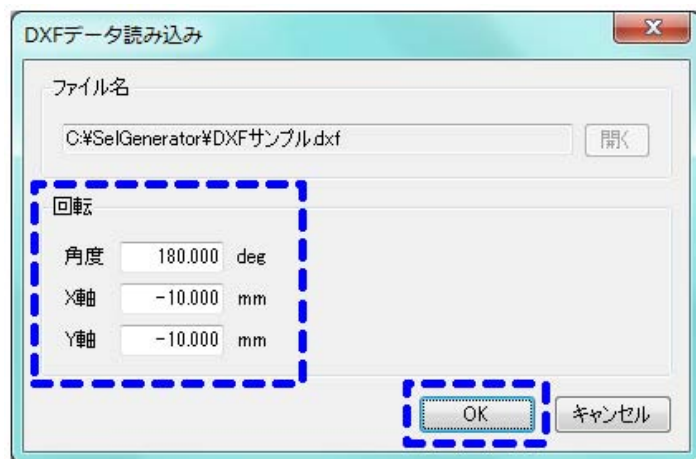 DXFデータ読み込み
ファイル名
C:¥SelGenerator¥DXFサンプル.dxf 開く
回転
角度 180.000 deg
X軸 -10.000 mm
Y軸 -10.000 mm
OK キャンセル